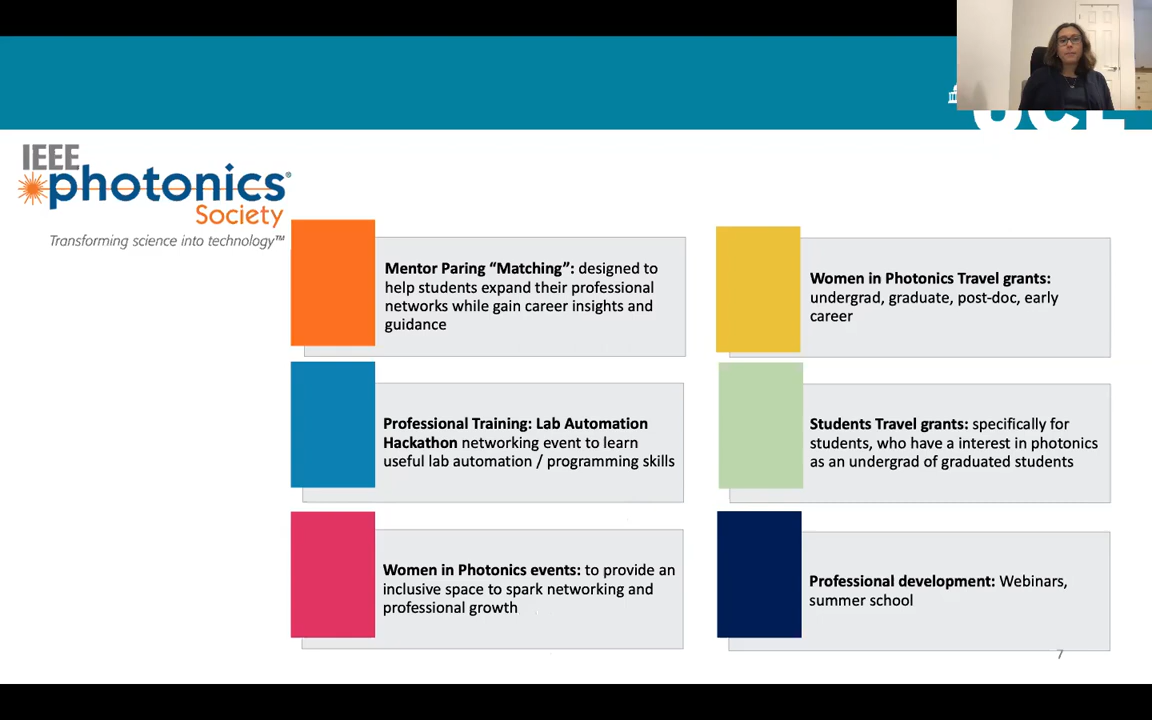 UCL
IEEE
photonics®
Society
Transforming science into technology™
Mentor Paring “Matching”: designed to
help students expand their professional
networks while gain career insights and
guidance
Professional Training: Lab Automation
Hackathon networking event to learn
useful lab automation / programming skills
Women in Photonics events: to provide an
inclusive space to spark networking and
professional growth
Women in Photonics Travel grants:
undergrad, graduate, post-doc, early
career
Students Travel grants: specifically for
students, who have a interest in photonics
as an undergrad of graduated students
Professional development: Webinars,
summer school
7